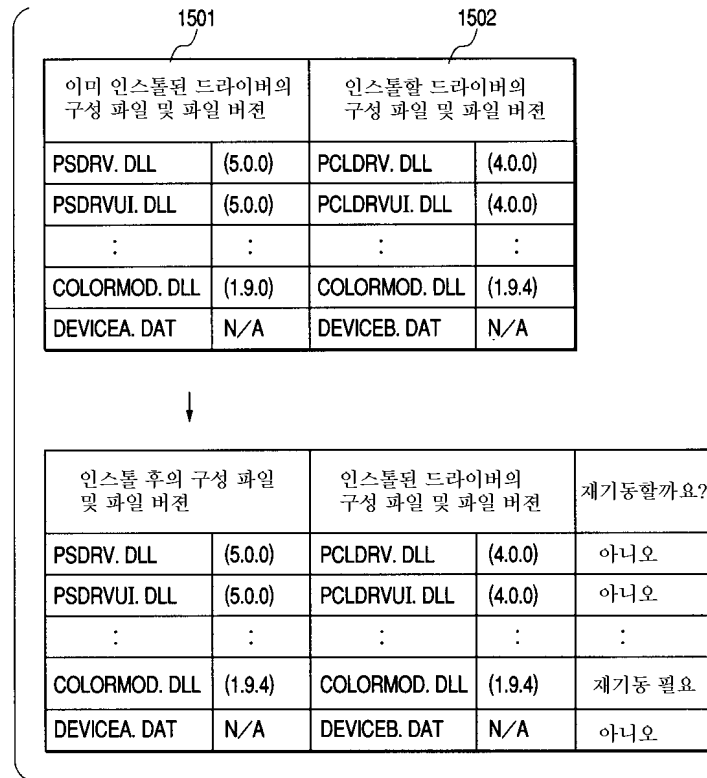 1501
1502
이미 인스톨된 드라이버의
구성 파일 및 파일 버젼
인스톨할 드라이버의
구성 파일 및 파일 버젼
PSDRV. DLL (5.0.0) PCLDRV. DLL (4.0.0)
PSDRVUI. DLL (5.0.0) PCLDRVUI. DLL (4.0.0)
: : : :
COLORMOD. DLL (1.9.0) COLORMOD. DLL (1.9.4)
DEVICEA. DAT N/A DEVICEB. DAT N/A
↓
인스톨 후의 구성 파일
및 파일 버젼
인스톨된 드라이버의
구성 파일 및 파일 버젼
재기동할까요?
PSDRV. DLL (5.0.0) PCLDRV. DLL (4.0.0) 아니오
PSDRVUI. DLL (5.0.0) PCLDRVUI. DLL (4.0.0) 아니오
: : : : :
COLORMOD. DLL (1.9.4) COLORMOD. DLL (1.9.4) 재기동 필요
DEVICEA. DAT N/A DEVICEB. DAT N/A 아니오